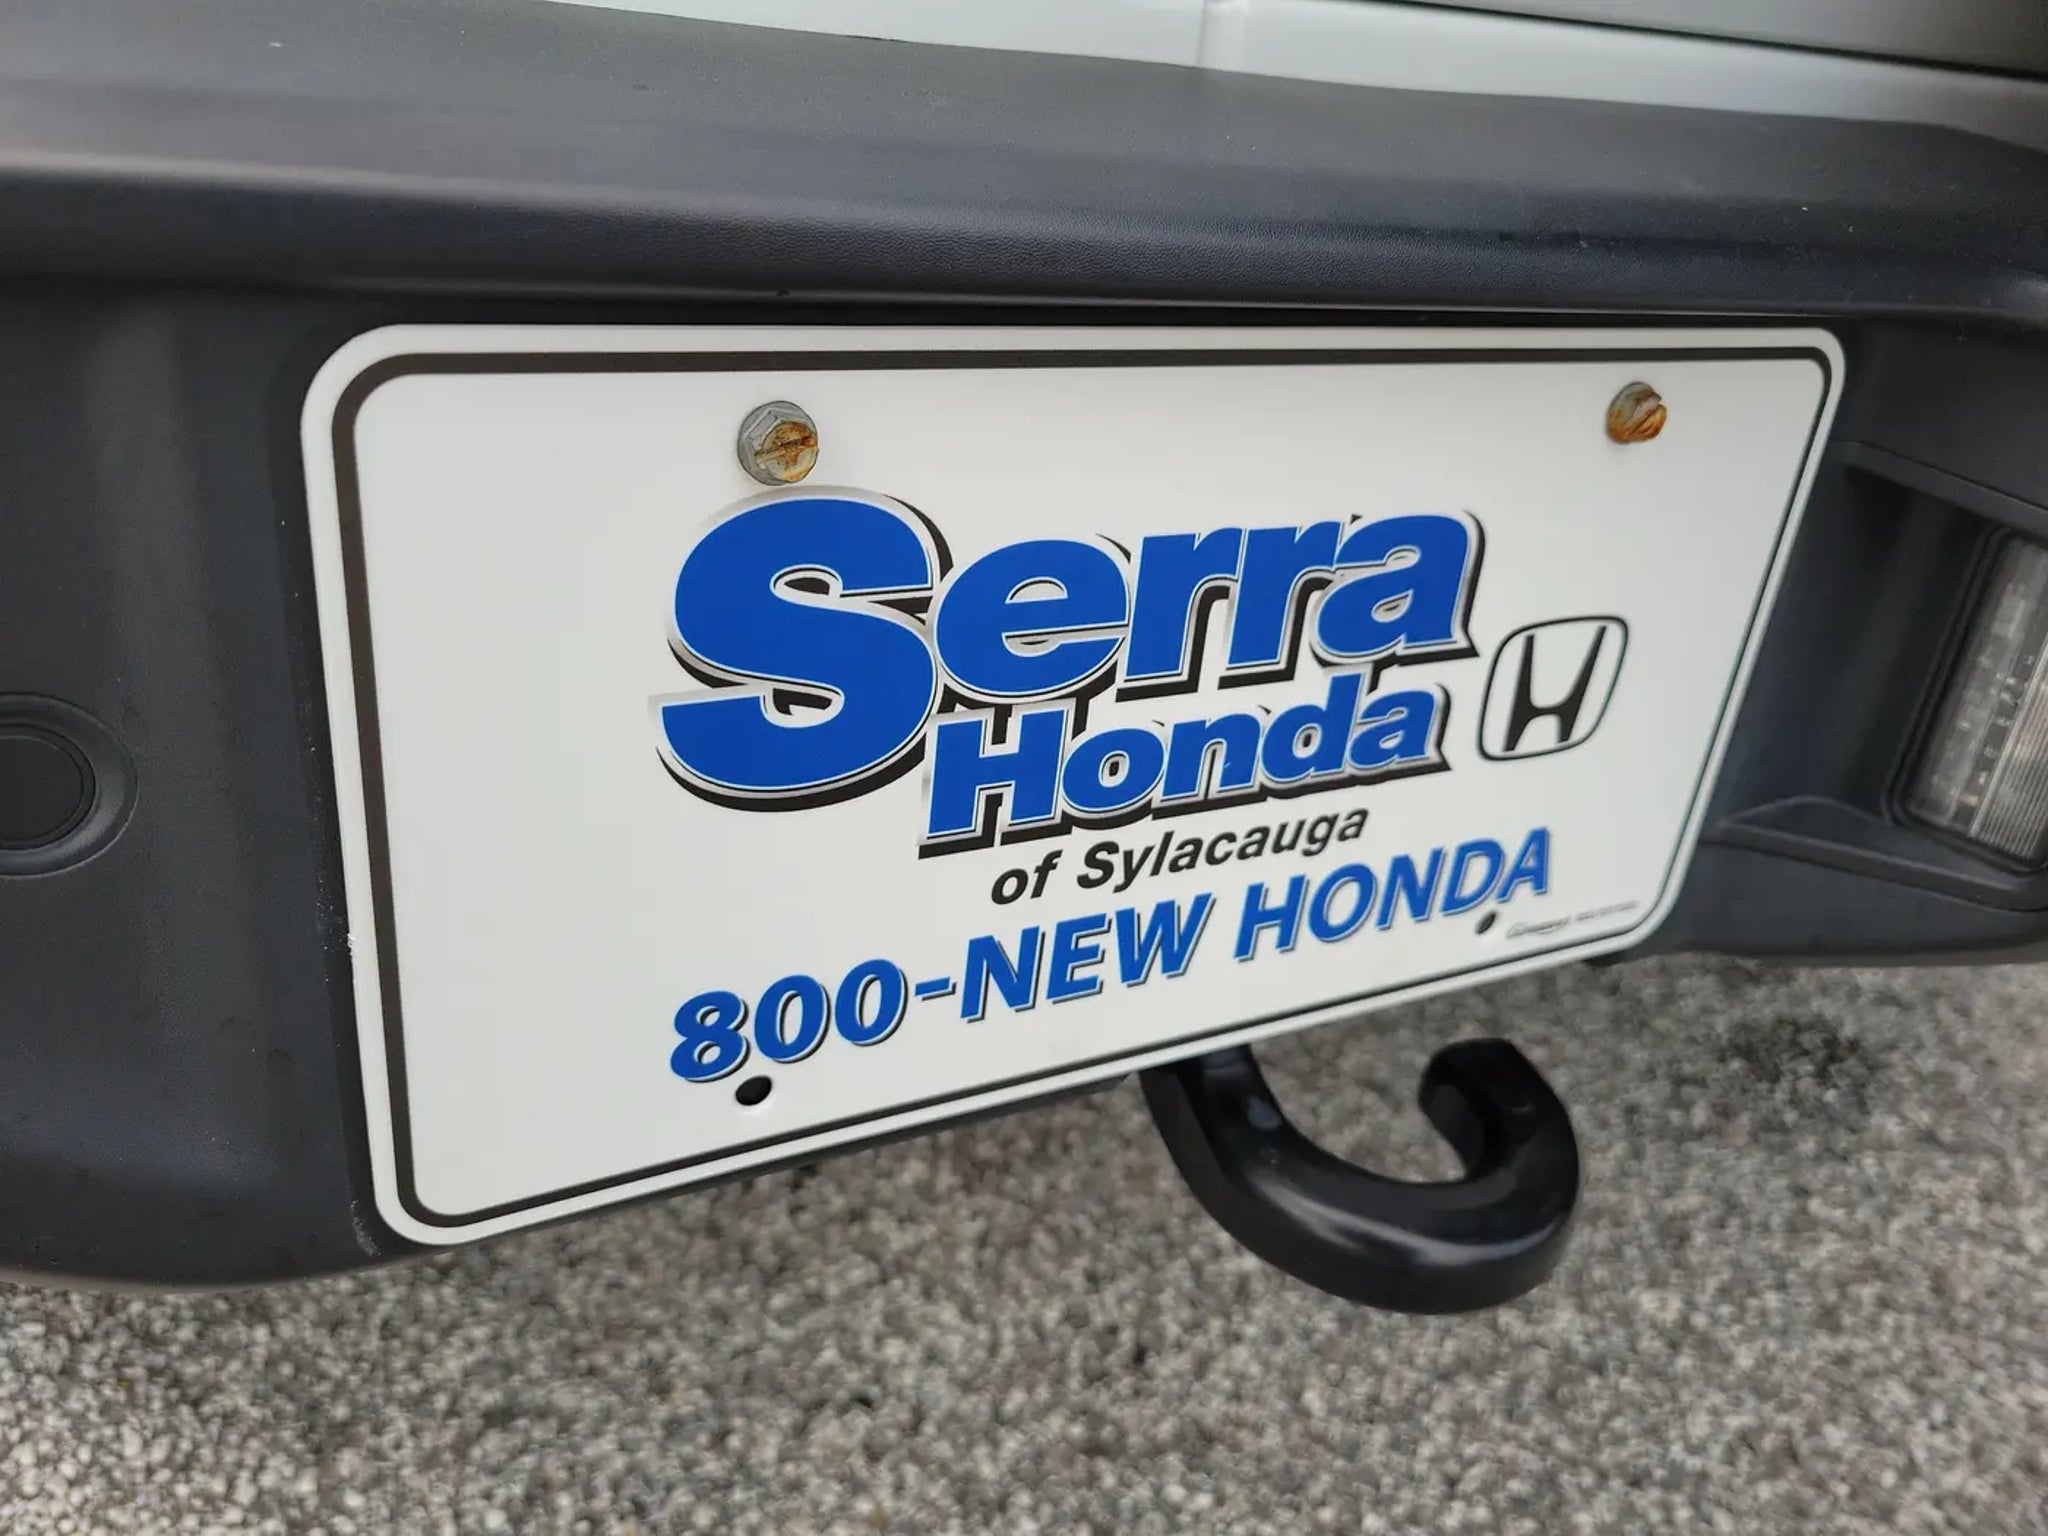 Serra
Honda
of Sylacauga
800-NEW HONDA